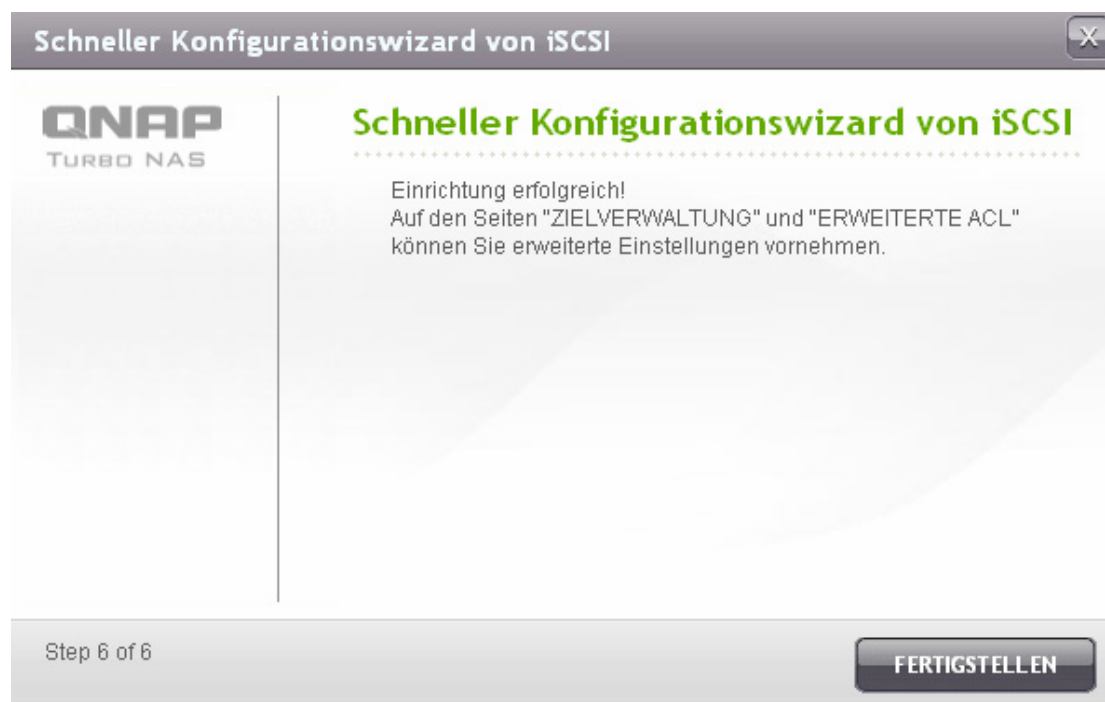 Schneller Konfigurationswizard von iSCSI
X
QNAP
TURBO NAS
Schneller Konfigurationswizard von iSCSI
Einrichtung erfolgreich!
Auf den Seiten "ZIELVERWALTUNG" und "ERWEITERTE ACL"
können Sie erweiterte Einstellungen vornehmen.
Step 6 of 6
FERTIGSTELLEN